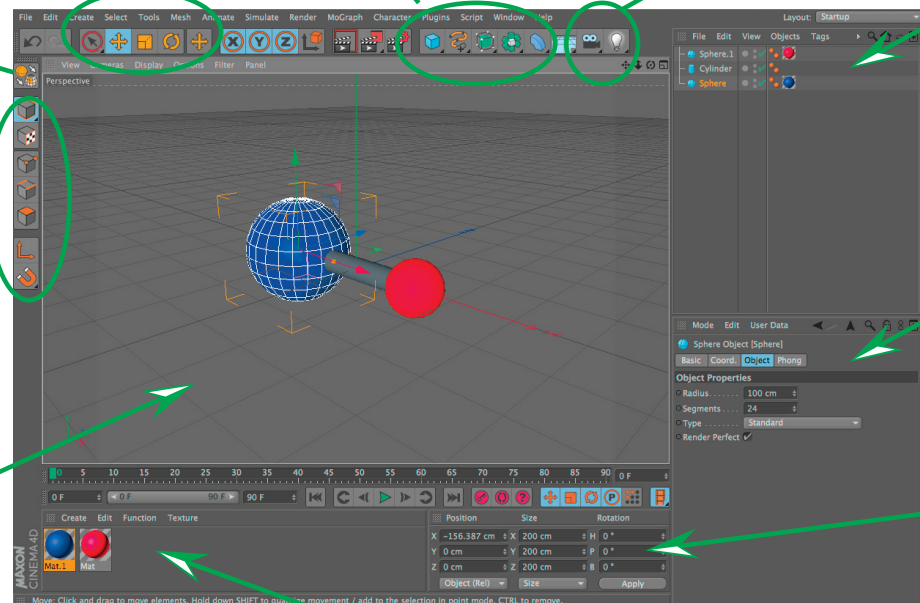 File Edit Create Select Tools Mesh Animate Simulate Render MoGraph Character Plugins Script Window Help Layout: Startup
X Y Z
View Cameras Display Options Filter Panel
Perspective
File Edit View Objects Tags
Sphere.1
Cylinder
Sphere
Mode Edit User Data
Sphere Object [Sphere]
Basic Coord. Object Phong
Object Properties
Radius....... 100 cm
Segments.... 24
Type........ Standard
Render Perfect
0 5 10 15 20 25 30 35 40 45 50 55 60 65 70 75 80 85 90 0 F
0 F 0 F 90 F 90 F
Create Edit Function Texture
Mat.1 Mat
MAXON
CINEMA 4D
Position Size Rotation
X -156.387 cm X 200 cm H 0 °
Y 0 cm Y 200 cm P 0 °
Z 0 cm Z 200 cm B 0 °
Object (Rel) Size Apply
Move: Click and drag to move elements. Hold down SHIFT to quantize movement / add to the selection in point mode, CTRL to remove.